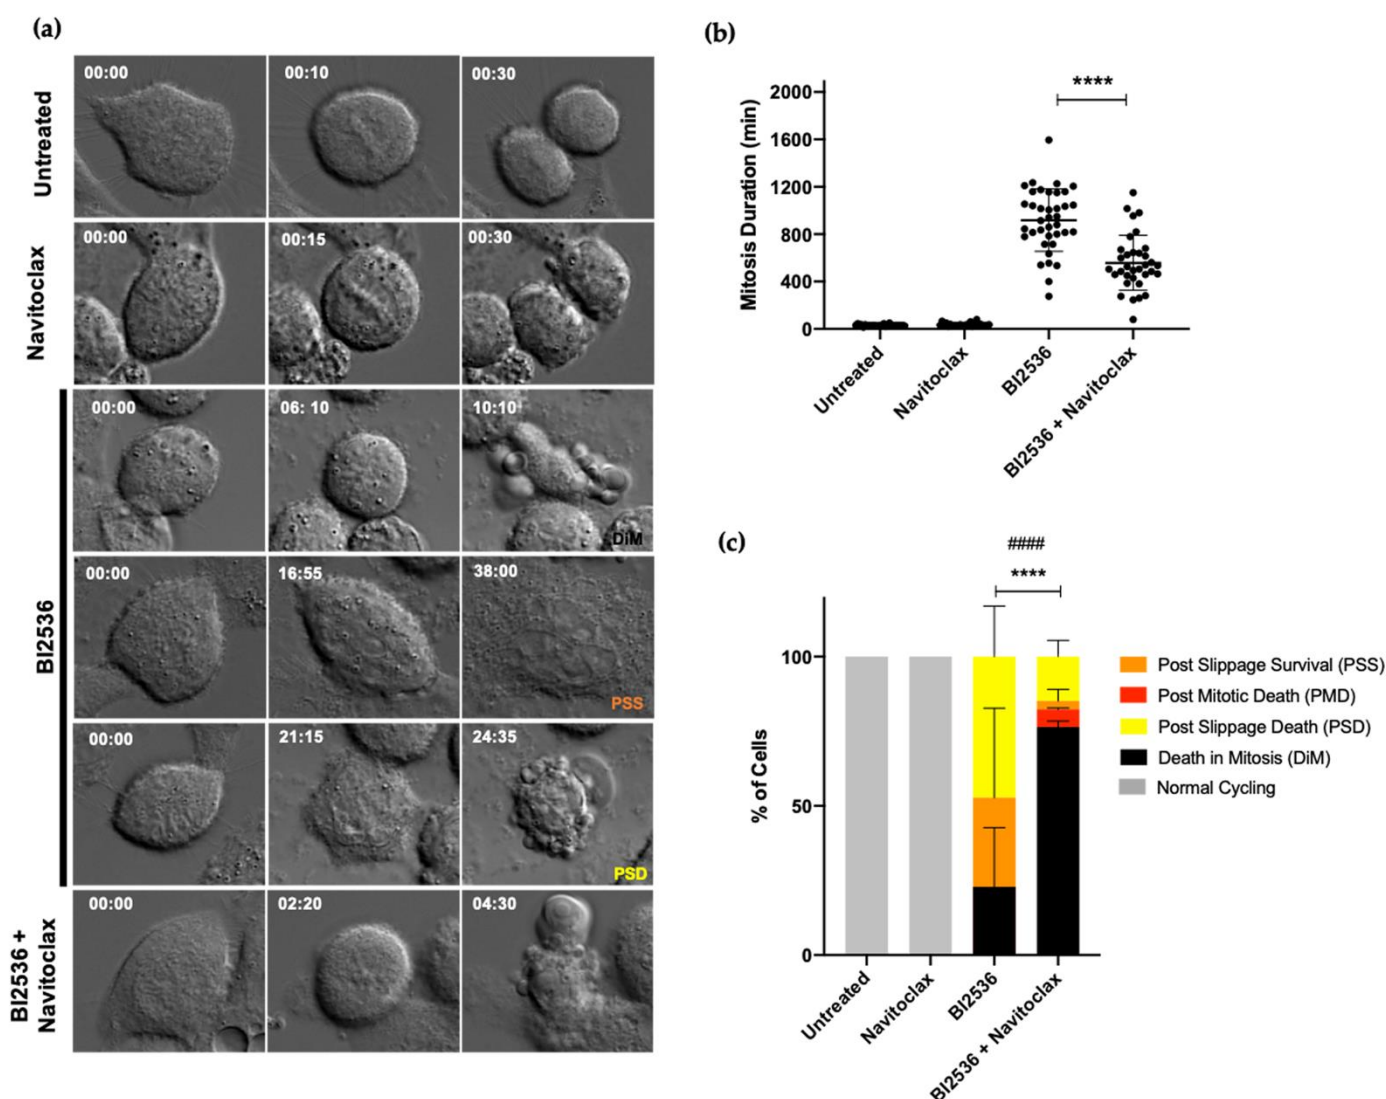 (a)
Untreated
00:00
00:10
00:30
Navitoclax
00:00
00:15
00:30
BI2536
00:00
06: 10
10:10
DiM
00:00
16:55
38:00
PSS
00:00
21:15
24:35
PSD
BI2536 +
Navitoclax
00:00
02:20
04:30
(b)
****
Mitosis Duration (min)
2000
1600
1200
800
400
0
Untreated
Navitoclax
BI2536
BI2536 + Navitoclax
(c)
####
****
% of Cells
100
50
0
Untreated
Navitoclax
BI2536
BI2536 + Navitoclax
Post Slippage Survival (PSS)
Post Mitotic Death (PMD)
Post Slippage Death (PSD)
Death in Mitosis (DiM)
Normal Cycling